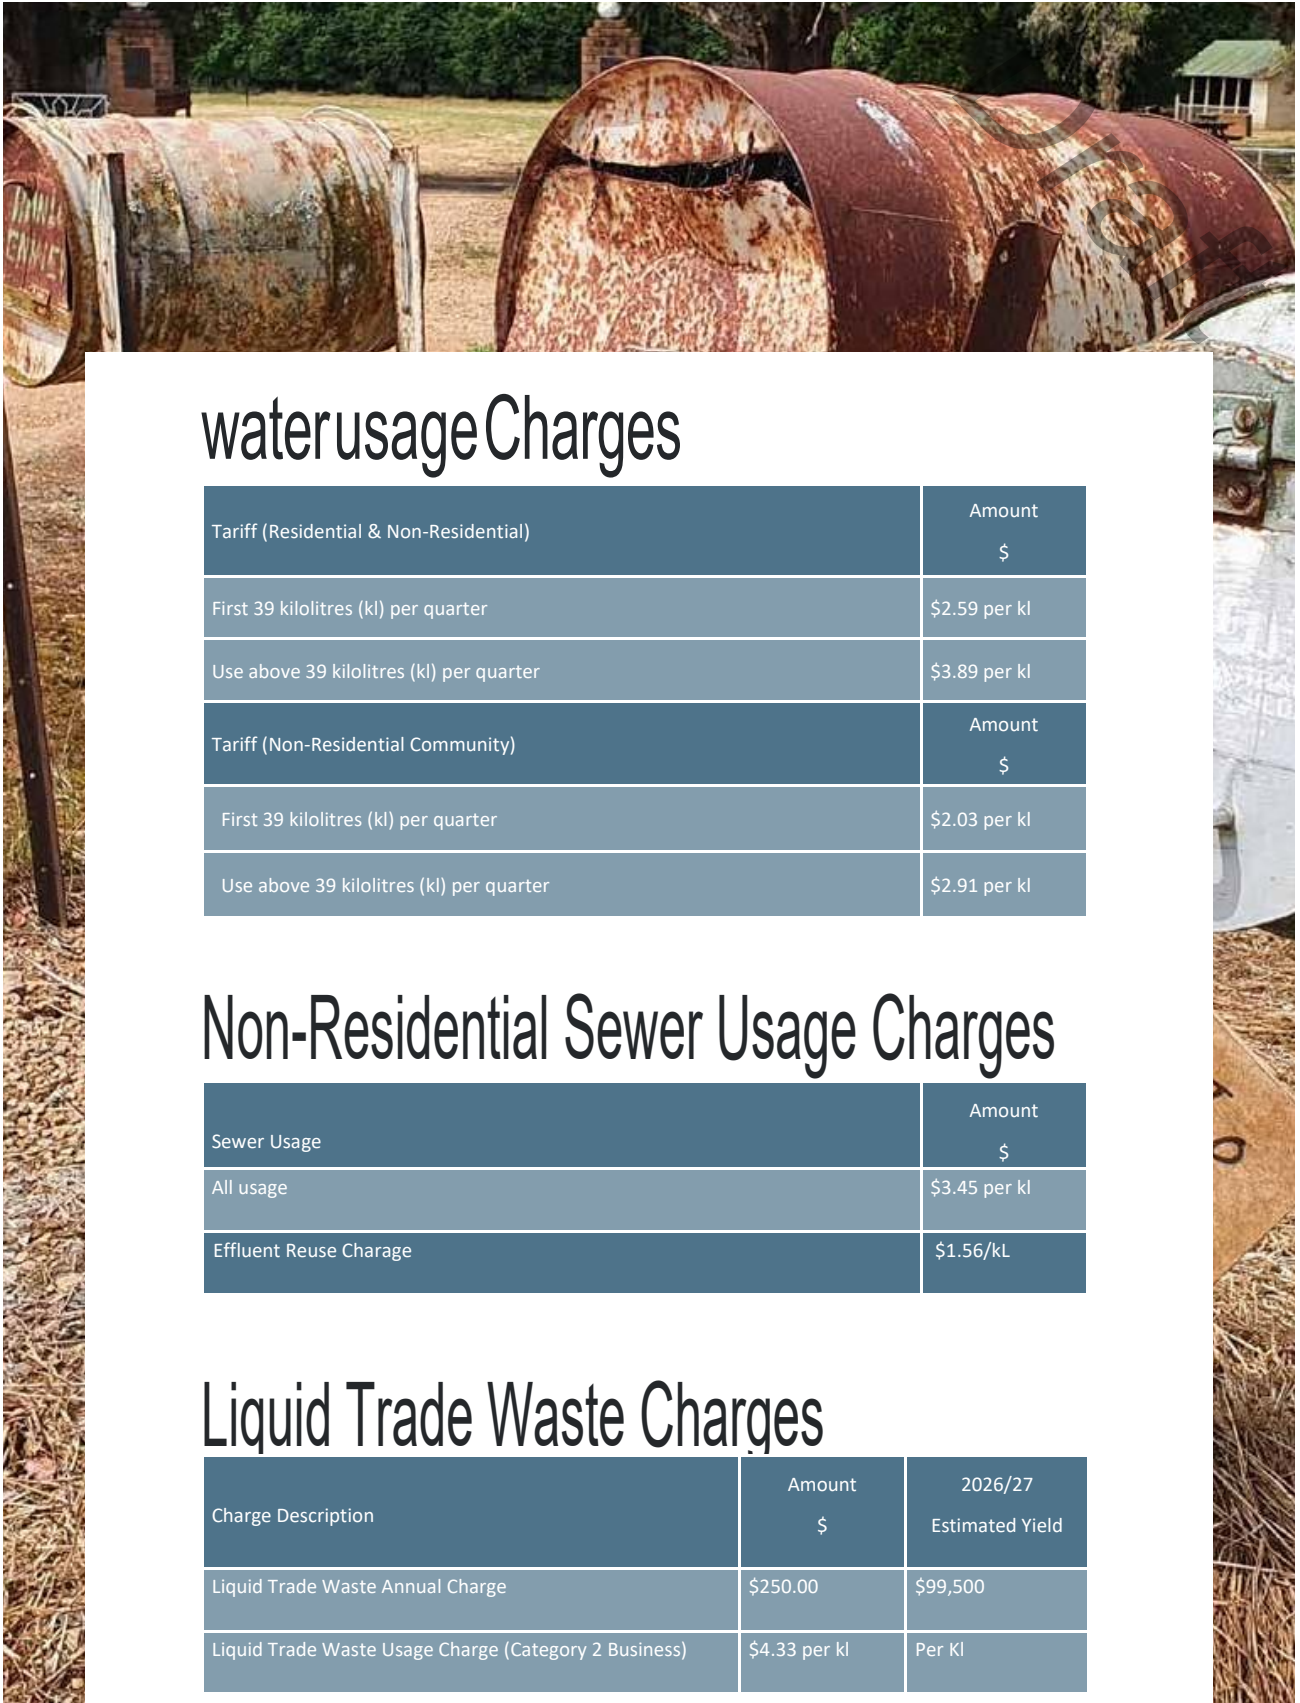 Draft
waterusageCharges
Tariff (Residential & Non-Residential)
Amount
$
First 39 kilolitres (kl) per quarter
$2.59 per kl
Use above 39 kilolitres (kl) per quarter
$3.89 per kl
Tariff (Non-Residential Community)
Amount
$
First 39 kilolitres (kl) per quarter
$2.03 per kl
Use above 39 kilolitres (kl) per quarter
$2.91 per kl
Non-Residential Sewer Usage Charges
Sewer Usage
Amount
$
All usage
$3.45 per kl
Effluent Reuse Charage
$1.56/kL
Liquid Trade Waste Charges
Charge Description
Amount
$
2026/27
Estimated Yield
Liquid Trade Waste Annual Charge
$250.00
$99,500
Liquid Trade Waste Usage Charge (Category 2 Business)
$4.33 per kl
Per Kl